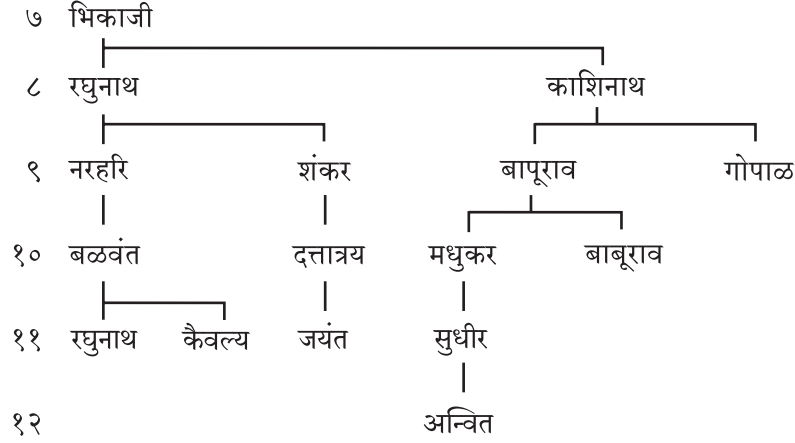 ७ भिकाजी
८ रघुनाथ काशिनाथ
९ नरहरि शंकर बापूराव गोपाळ
१० बळवंत दत्तात्रय मधुकर बाबूराव
११ रघुनाथ कैवल्य जयंत सुधीर
१२ अन्वित